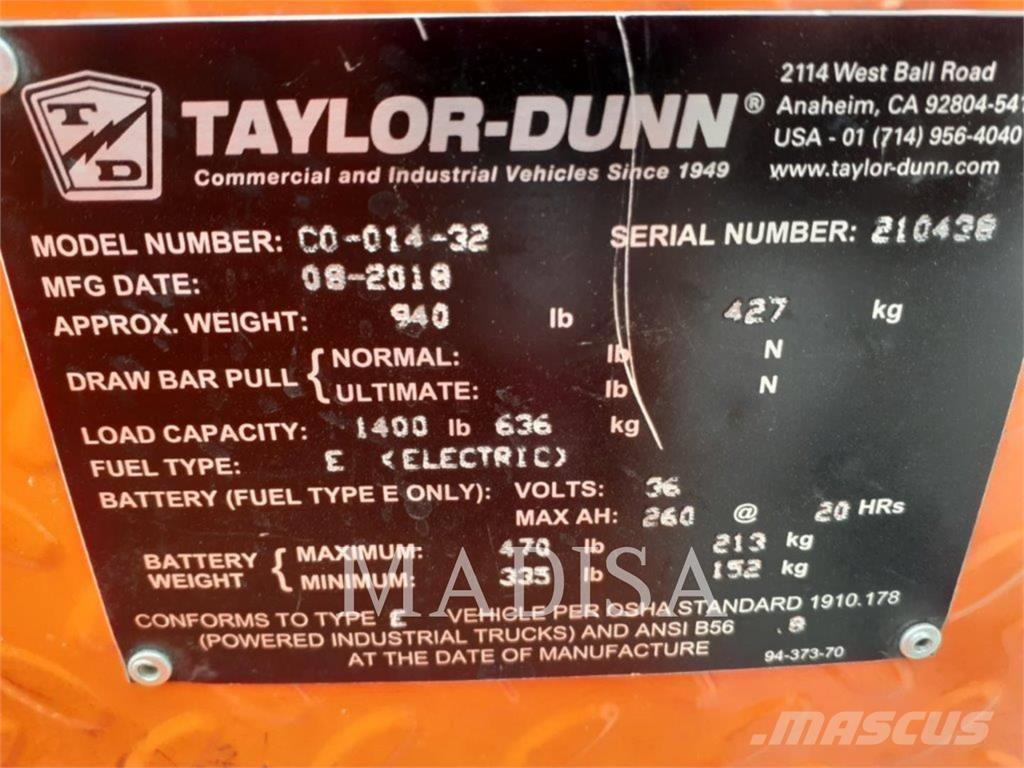 T D
TAYLOR-DUNN®
Commercial and Industrial Vehicles Since 1949
2114 West Ball Road
Anaheim, CA 92804-541
USA - 01 (714) 956-4040
www.taylor-dunn.com
MODEL NUMBER: CO-014-32 SERIAL NUMBER: 210438
MFG DATE: 08-2018
APPROX. WEIGHT: 940 lb 427 kg
DRAW BAR PULL { NORMAL: lb N
ULTIMATE: lb N
LOAD CAPACITY: 1400 lb 636 kg
FUEL TYPE: E (ELECTRIC)
BATTERY (FUEL TYPE E ONLY): VOLTS: 36
MAX AH: 260 @ 20 HRs
BATTERY WEIGHT { MAXIMUM: 470 lb 213 kg
MINIMUM: 335 lb 152 kg
MADISA
CONFORMS TO TYPE E VEHICLE PER OSHA STANDARD 1910.178
(POWERED INDUSTRIAL TRUCKS) AND ANSI B56 .8
AT THE DATE OF MANUFACTURE 94-373-70
MASCUS